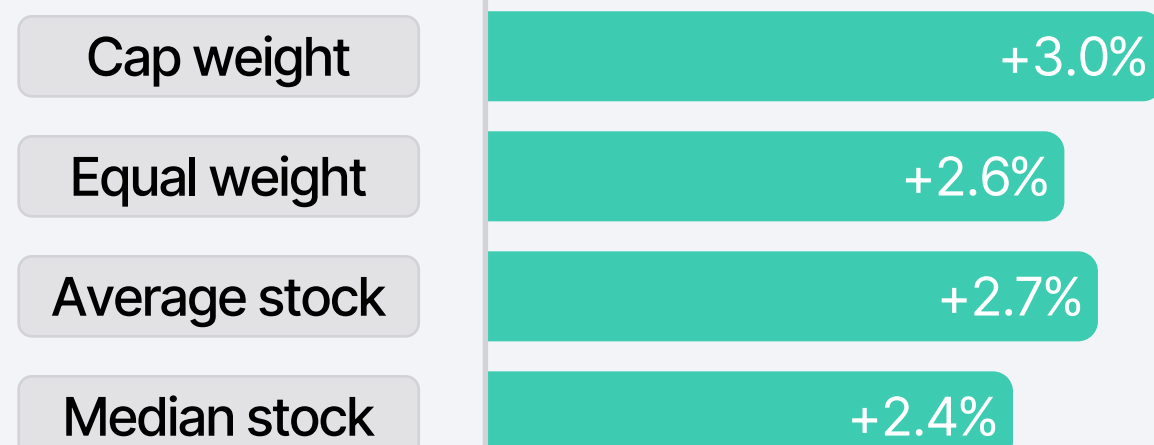 Cap weight +3.0%
Equal weight +2.6%
Average stock +2.7%
Median stock +2.4%